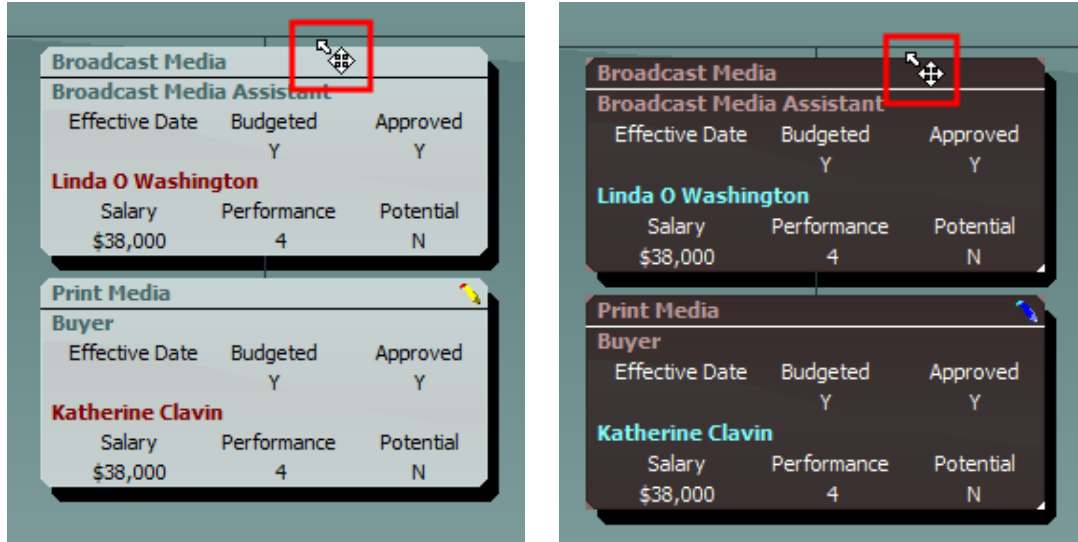 Broadcast Media
Broadcast Media Assistant
Effective Date Budgeted Approved
Y Y
Linda O Washington
Salary Performance Potential
$38,000 4 N
Print Media
Buyer
Effective Date Budgeted Approved
Y Y
Katherine Clavin
Salary Performance Potential
$38,000 4 N
Broadcast Media
Broadcast Media Assistant
Effective Date Budgeted Approved
Y Y
Linda O Washington
Salary Performance Potential
$38,000 4 N
Print Media
Buyer
Effective Date Budgeted Approved
Y Y
Katherine Clavin
Salary Performance Potential
$38,000 4 N